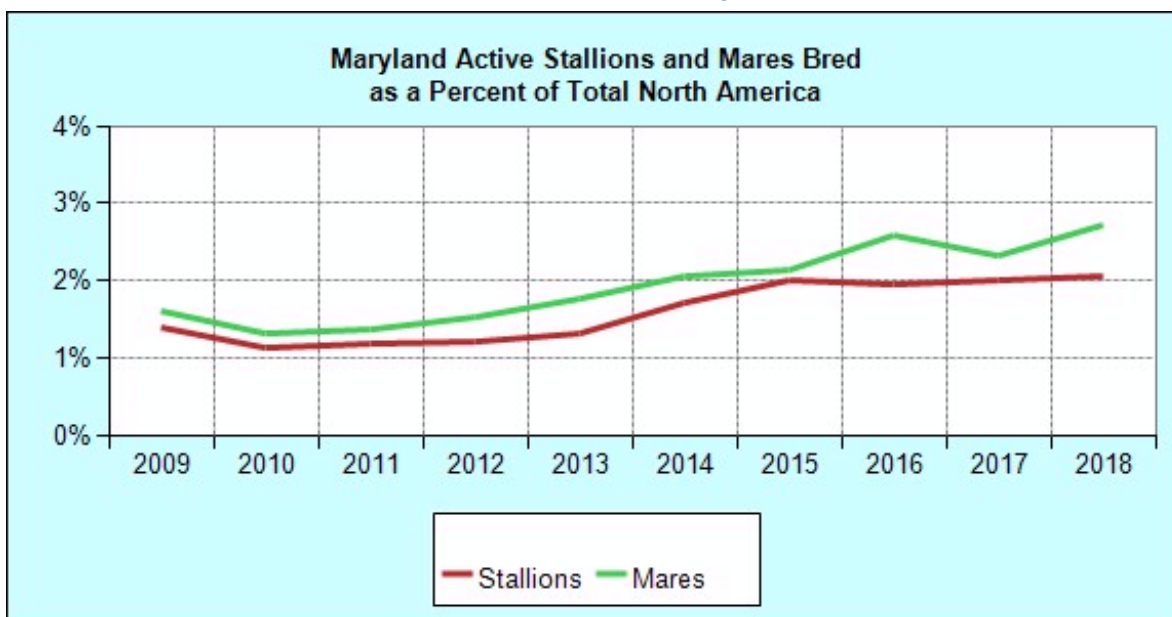 Maryland Active Stallions and Mares Bred
as a Percent of Total North America
4%
3%
2%
1%
0%
2009 2010 2011 2012 2013 2014 2015 2016 2017 2018
Stallions Mares